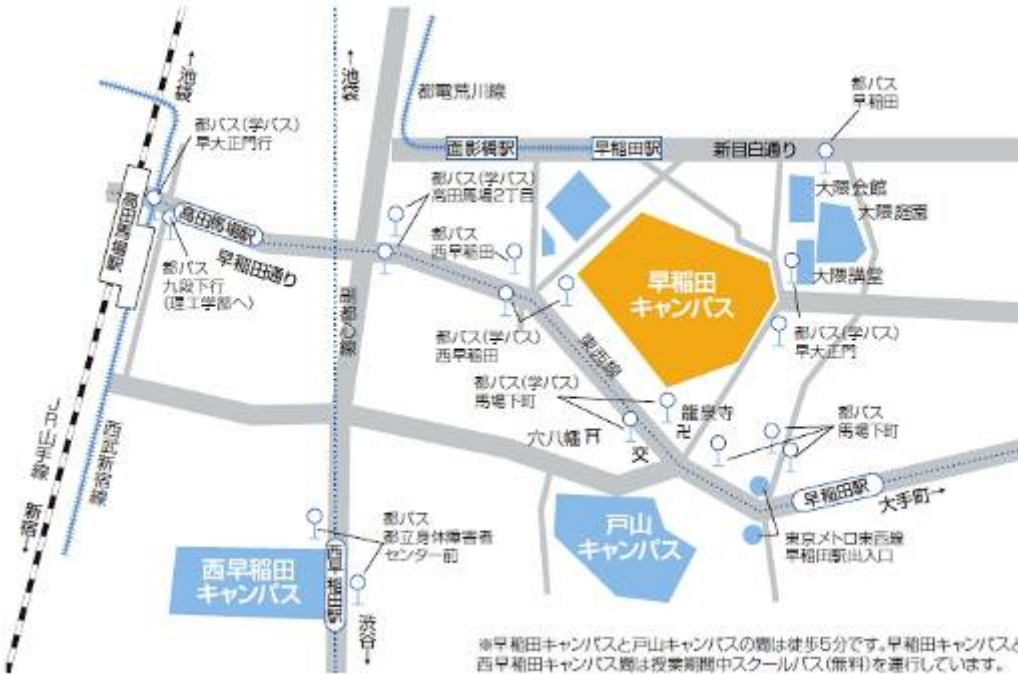 ←池袋
←池袋
都電荒川線
都バス
早稲田
都バス(学バス)
早大正門行
面影橋駅
早稲田駅
新目白通り
大隈会館
大隈庭園
都バス(学バス)
高田馬場2丁目
高田馬場駅
高田馬場駅
早稲田通り
都バス
西早稲田
都バス
九段下行
(理工学部へ)
早稲田
キャンパス
大隈講堂
副都心線
都バス(学バス)
西早稲田
東西線
都バス(学バス)
早大正門
都バス(学バス)
馬場下町
龍泉寺
卍
都バス
馬場下町
穴八幡
交
JR山手線
西武新宿線
新宿→
早稲田駅
大手町→
戸山
キャンパス
都バス
都立身体障害者
センター前
東京メトロ東西線
早稲田駅出入口
西早稲田
キャンパス
西早稲田駅
渋谷→
※早稲田キャンパスと戸山キャンパスの間は徒歩5分です。早稲田キャンパスと
西早稲田キャンパス間は授業期間中スクールバス(無料)を運行しています。